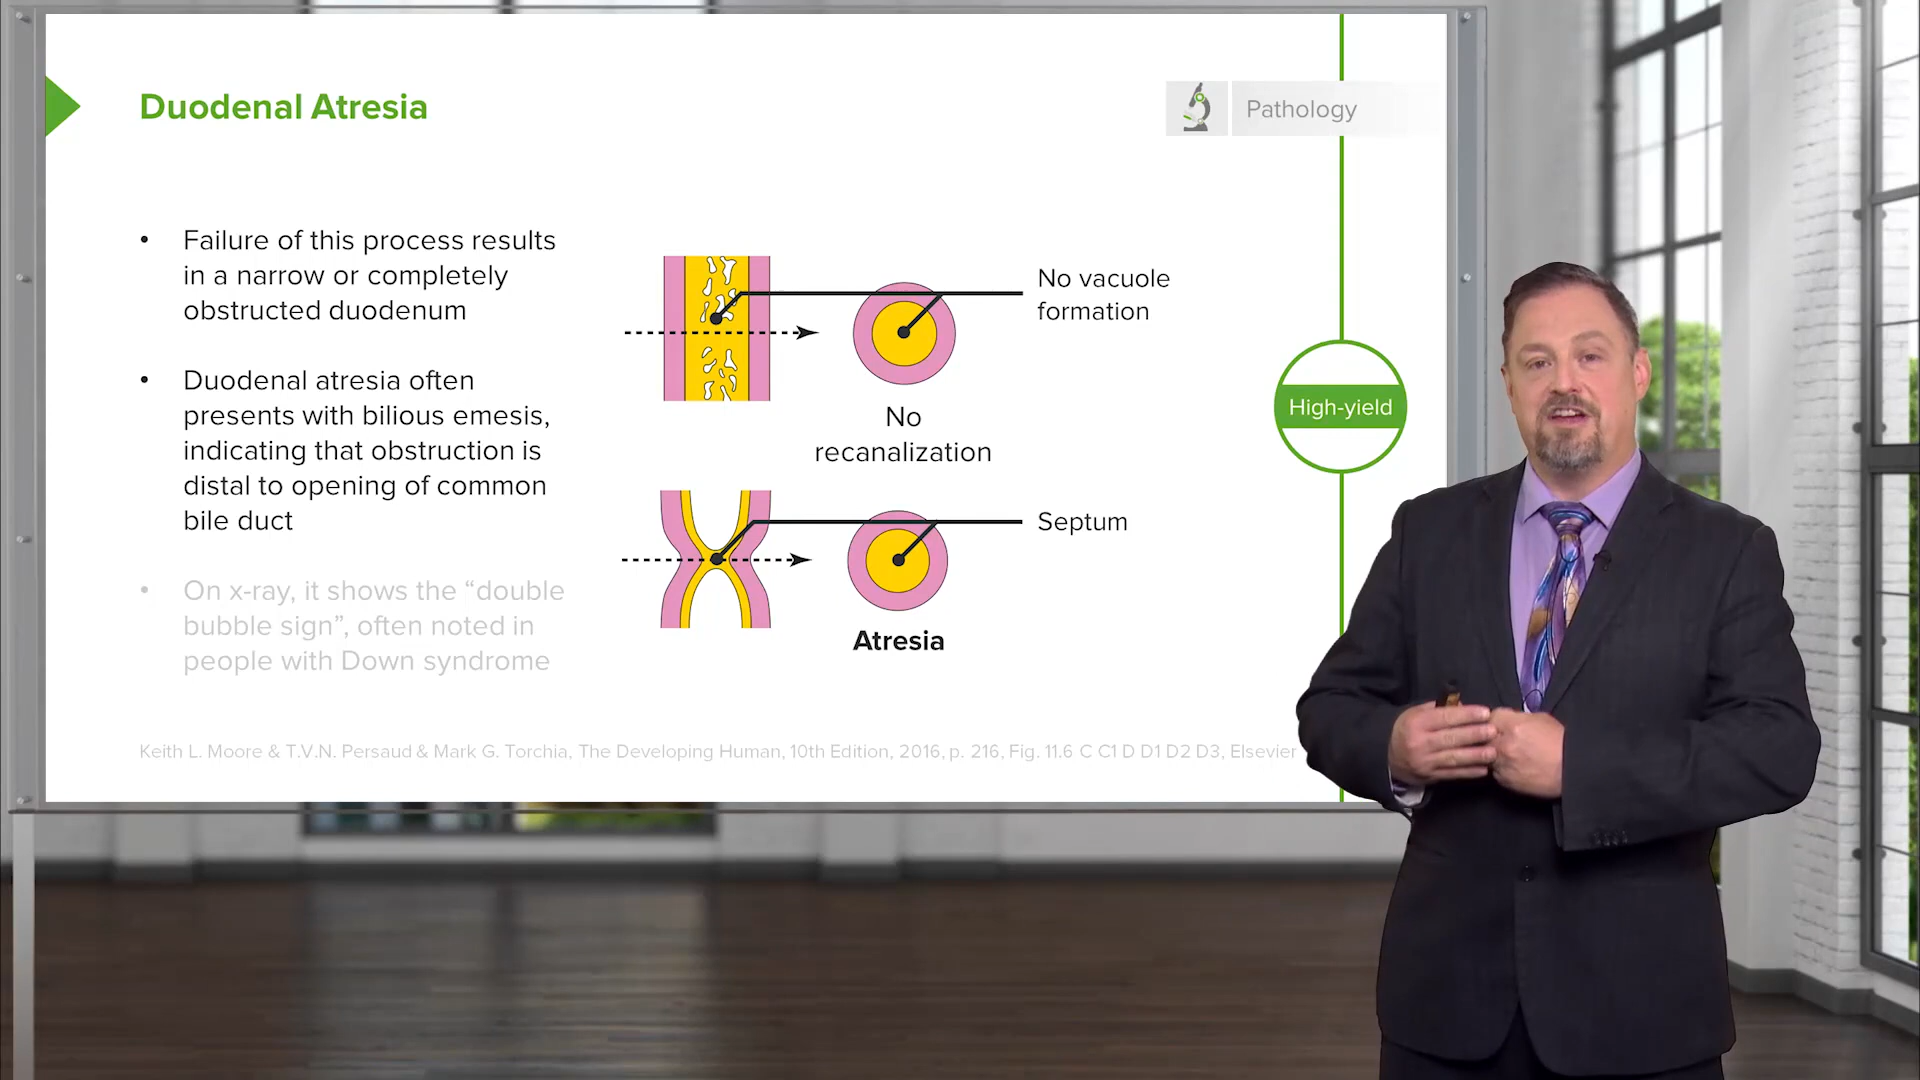 Duodenal Atresia
Pathology
• Failure of this process results
in a narrow or completely
obstructed duodenum
• Duodenal atresia often
presents with bilious emesis,
indicating that obstruction is
distal to opening of common
bile duct
• On x-ray, it shows the “double
bubble sign”, often noted in
people with Down syndrome
No vacuole
formation
No
recanalization
Septum
Atresia
High-yield
Keith L. Moore & T.V.N. Persaud & Mark G. Torchia, The Developing Human, 10th Edition, 2016, p. 216, Fig. 11.6 C C1 D D1 D2 D3, Elsevier